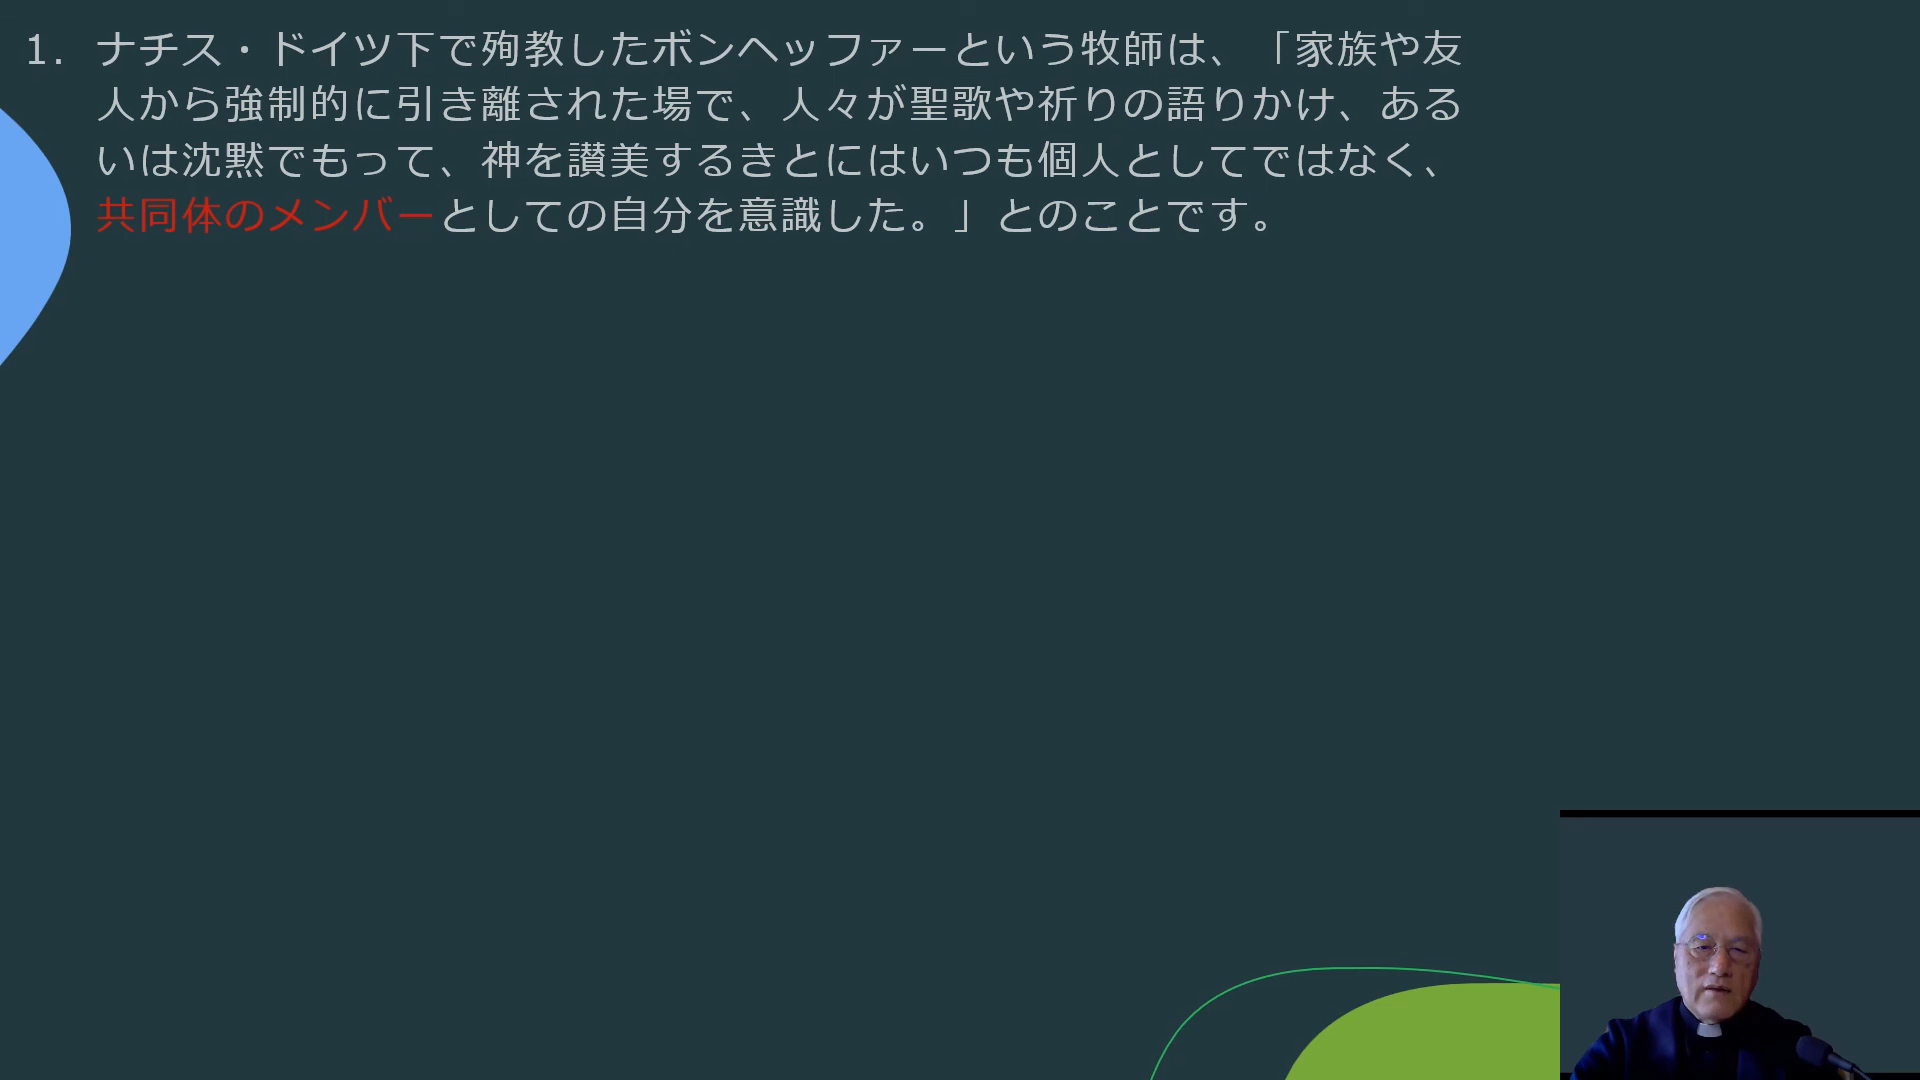 1. ナチス・ドイツ下で殉教したボンヘッファーという牧師は、「家族や友
人から強制的に引き離された場で、人々が聖歌や祈りの語りかけ、ある
いは沈黙でもって、神を讃美するきとにはいつも個人としてではなく、
共同体のメンバーとしての自分を意識した。」とのことです。